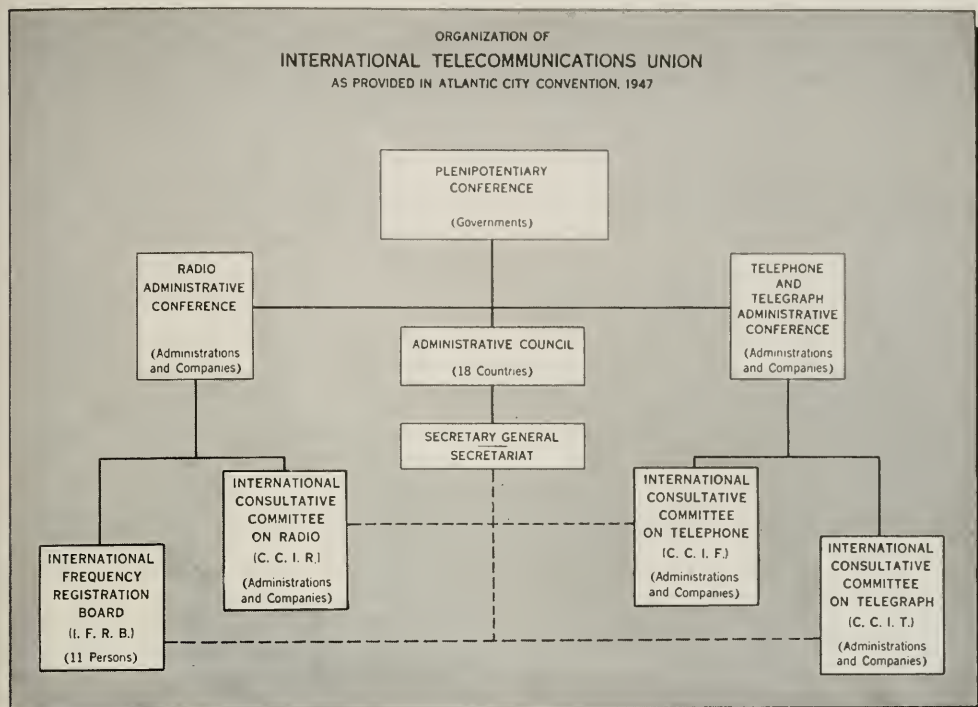 ORGANIZATION OF
INTERNATIONAL TELECOMMUNICATIONS UNION
AS PROVIDED IN ATLANTIC CITY CONVENTION, 1947
PLENIPOTENTIARY
CONFERENCE
(Governments)
RADIO
ADMINISTRATIVE
CONFERENCE
(Administrations
and Companies)
ADMINISTRATIVE COUNCIL
(18 Countries)
TELEPHONE
AND
TELEGRAPH
ADMINISTRATIVE
CONFERENCE
(Administrations
and Companies)
SECRETARY GENERAL
SECRETARIAT
INTERNATIONAL
FREQUENCY
REGISTRATION
BOARD
(I. F. R. B.)
(11 Persons)
INTERNATIONAL
CONSULTATIVE
COMMITTEE
ON RADIO
(C. C. I. R.)
(Administrations
and Companies)
INTERNATIONAL
CONSULTATIVE
COMMITTEE
ON TELEPHONE
(C. C. I. F.)
(Administrations
and Companies)
INTERNATIONAL
CONSULTATIVE
COMMITTEE
ON TELEGRAPH
(C. C. I. T.)
(Administrations
and Companies)